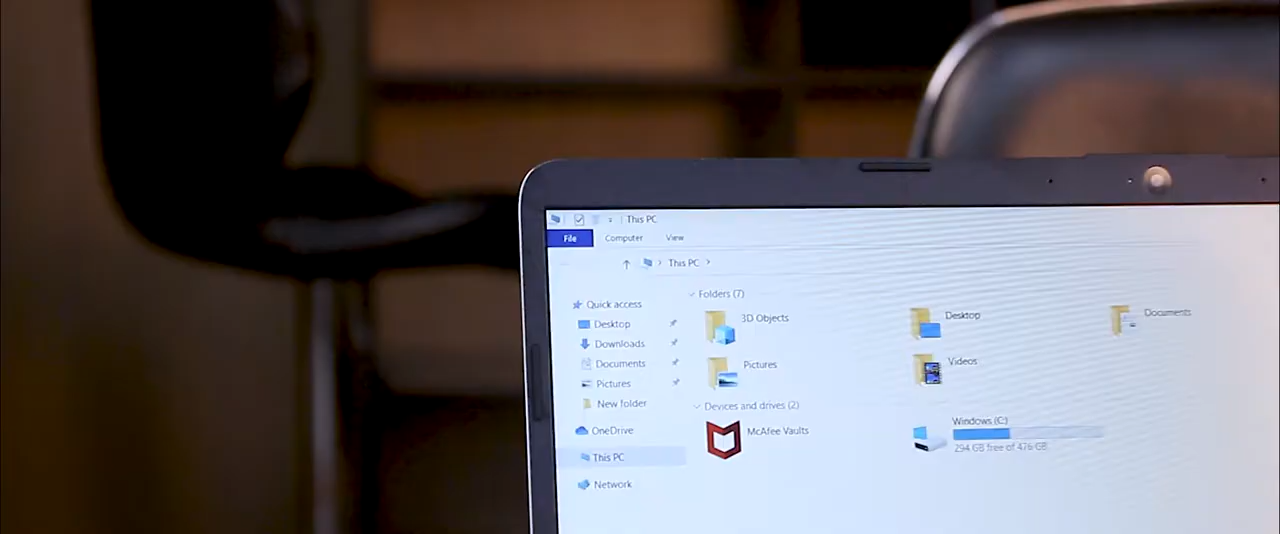 This PC
File Computer View
This PC
Quick access
Desktop
Downloads
Documents
Pictures
New folder
OneDrive
This PC
Network
Folders (7)
3D Objects Desktop Documents
Pictures Videos
Devices and drives (2)
McAfee Vaults
Windows (C:)
294 GB free of 476 GB